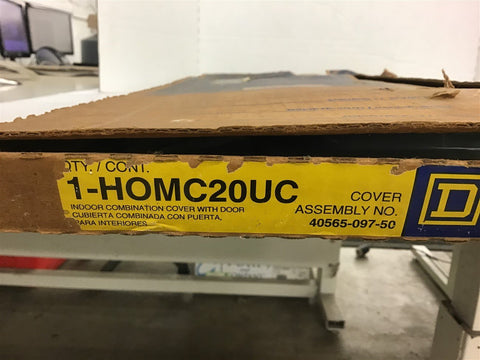 QTY. / CONT.
1-HOMC20UC
INDOOR COMBINATION COVER WITH DOOR
CUBIERTA COMBINADA CON PUERTA,
PARA INTERIORES
COVER
ASSEMBLY NO.
40565-097-50
D